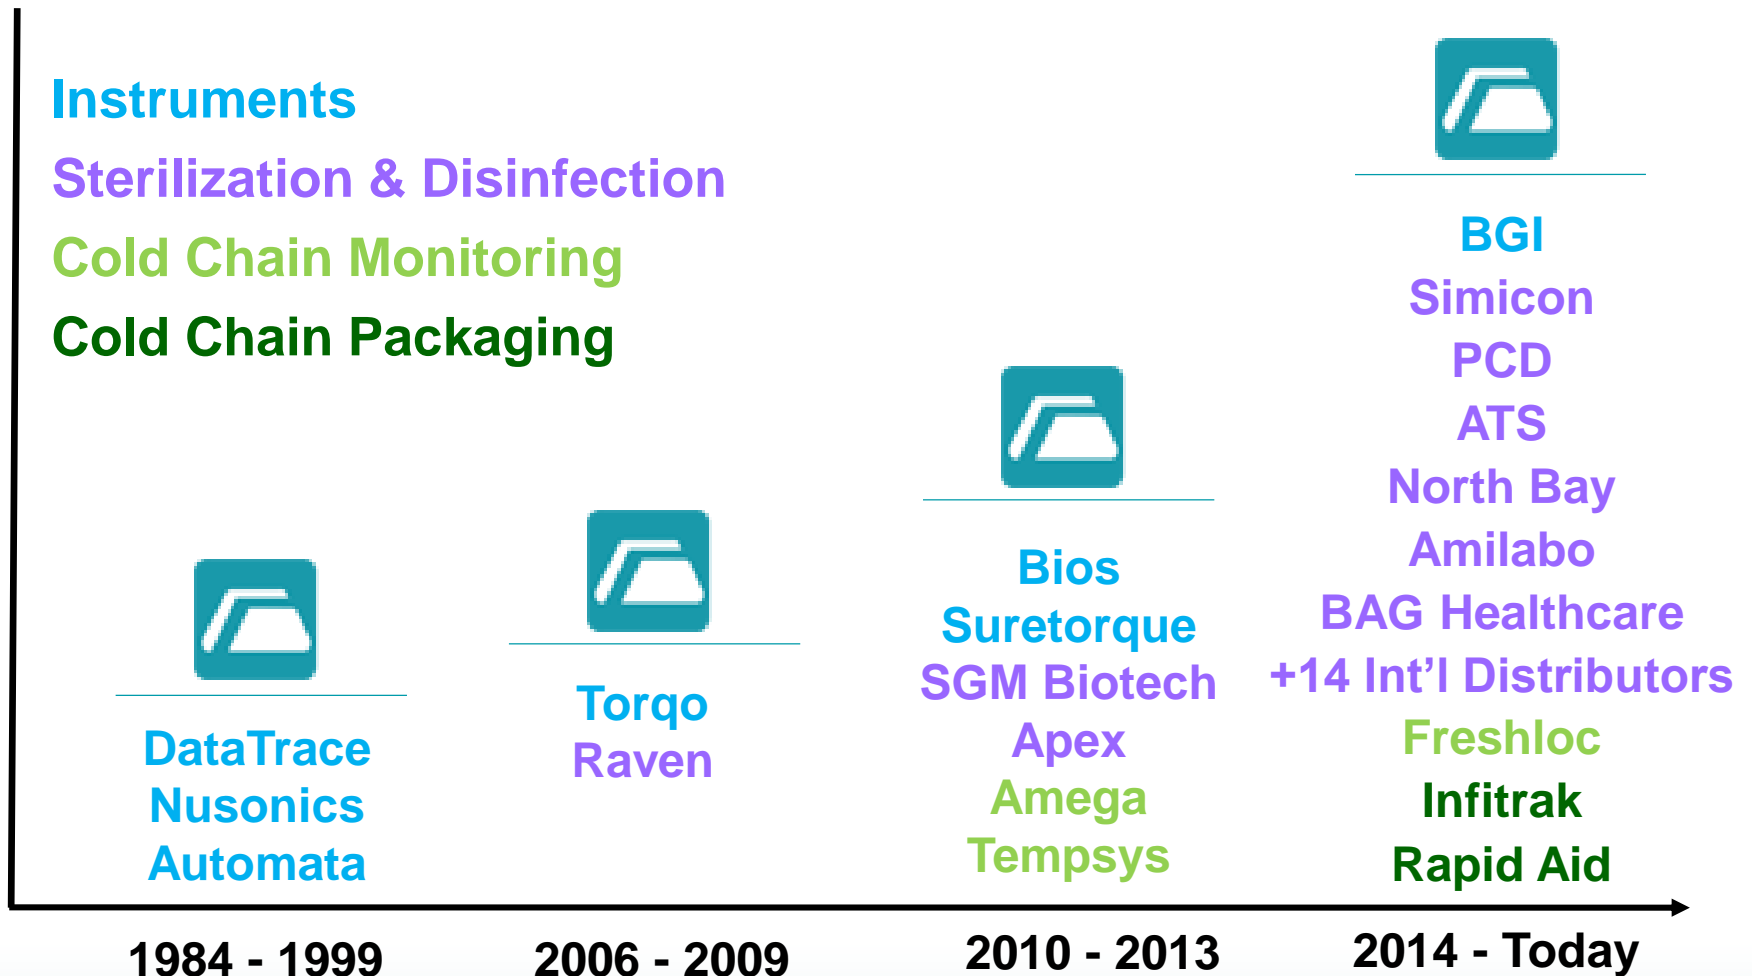 Instruments
Sterilization & Disinfection
Cold Chain Monitoring
Cold Chain Packaging
DataTrace
Nusonics
Automata
1984 - 1999
Torqo
Raven
2006 - 2009
Bios
Suretorque
SGM Biotech
Apex
Amega
Tempsys
2010 - 2013
BGI
Simicon
PCD
ATS
North Bay
Amilabo
BAG Healthcare
+14 Int’l Distributors
Freshloc
Infitrak
Rapid Aid
2014 - Today